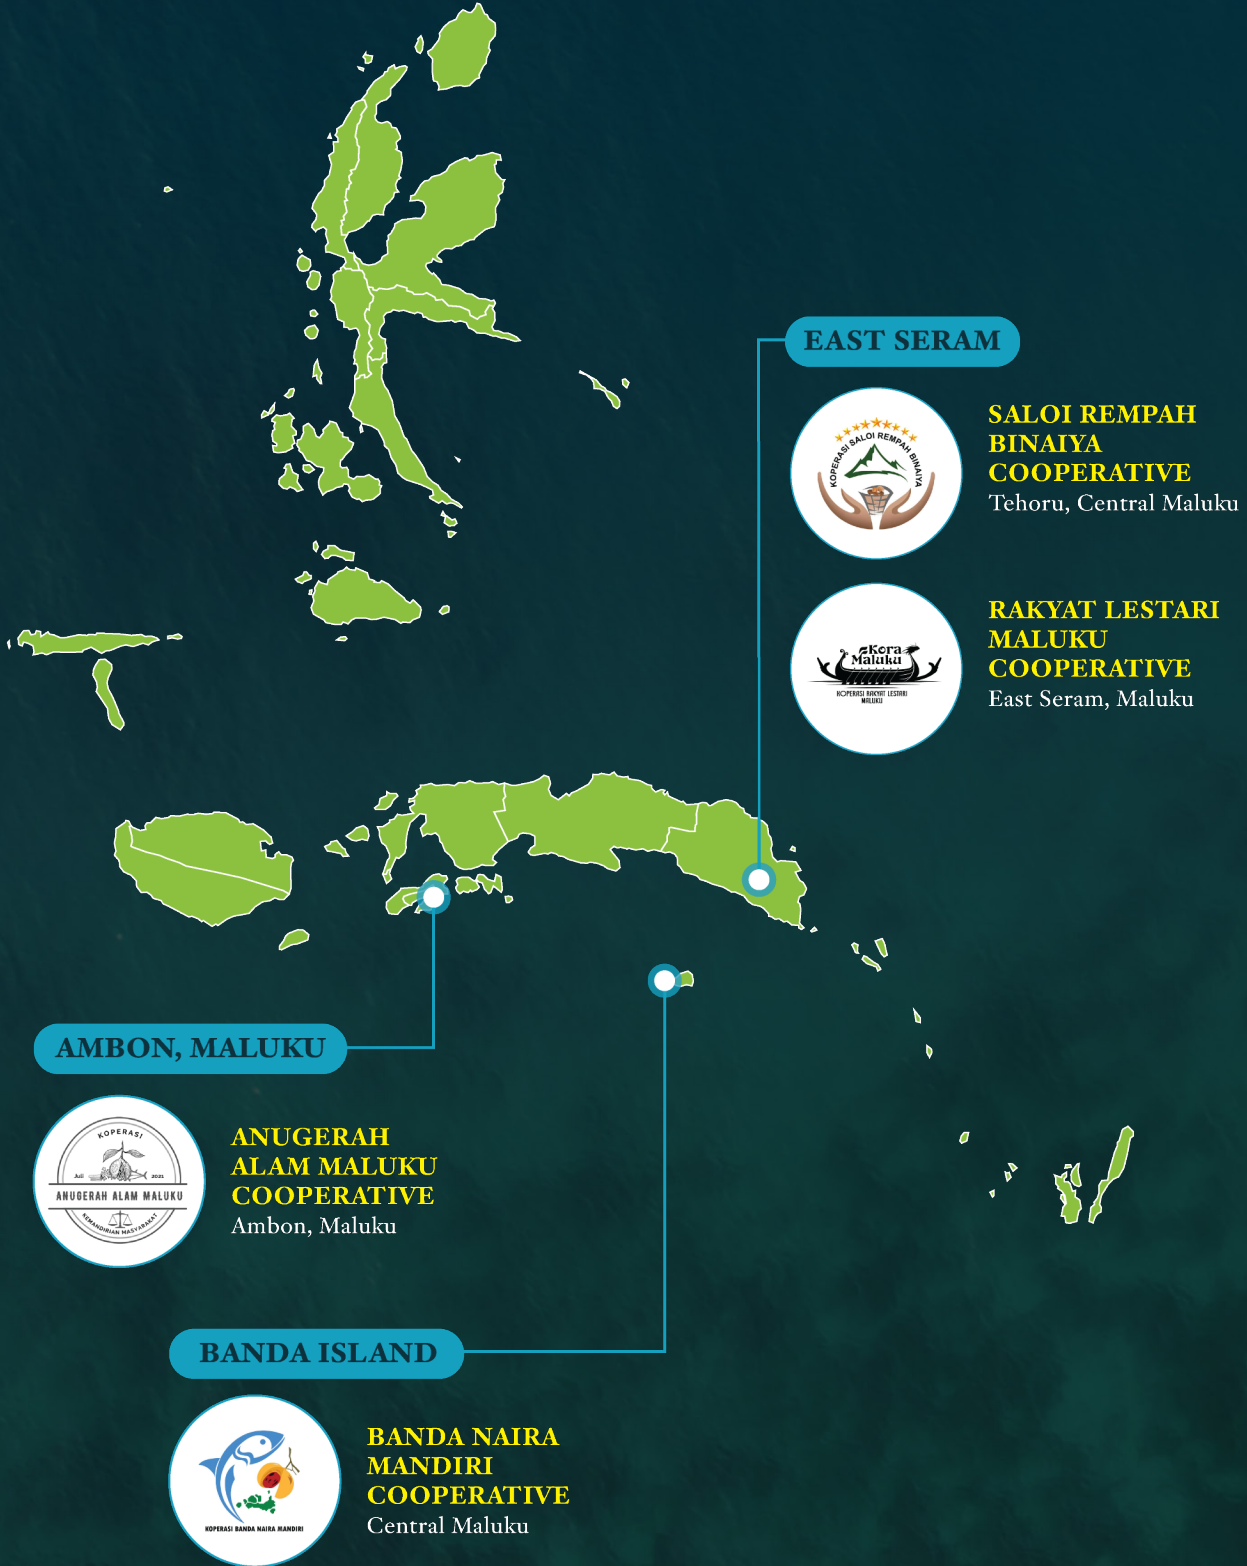 EAST SERAM
KOPERASI SALOI REMPAH BINAIYA
SALOI REMPAH
BINAIYA
COOPERATIVE
Tehoru, Central Maluku
Kora
Maluku
KOPERASI RAKYAT LESTARI
MALUKU
RAKYAT LESTARI
MALUKU
COOPERATIVE
East Seram, Maluku
AMBON, MALUKU
KOPERASI
Juli 2021
ANUGERAH ALAM MALUKU
KEMANDIRIAN MASYARAKAT
ANUGERAH
ALAM MALUKU
COOPERATIVE
Ambon, Maluku
BANDA ISLAND
KOPERASI BANDA NAIRA MANDIRI
BANDA NAIRA
MANDIRI
COOPERATIVE
Central Maluku